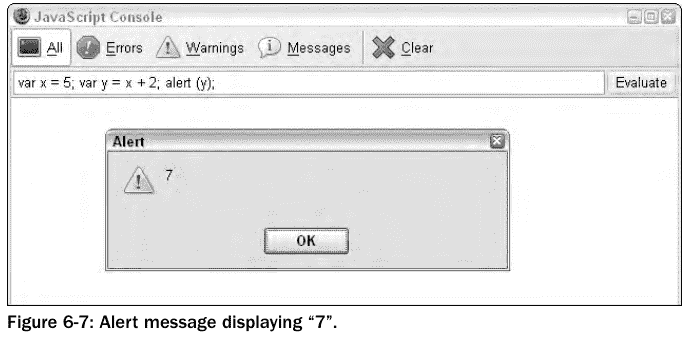 JavaScript Console
All Errors Warnings Messages Clear
var x = 5; var y = x + 2; alert (y);
Evaluate
Alert
7
OK
Figure 6-7: Alert message displaying “7”.